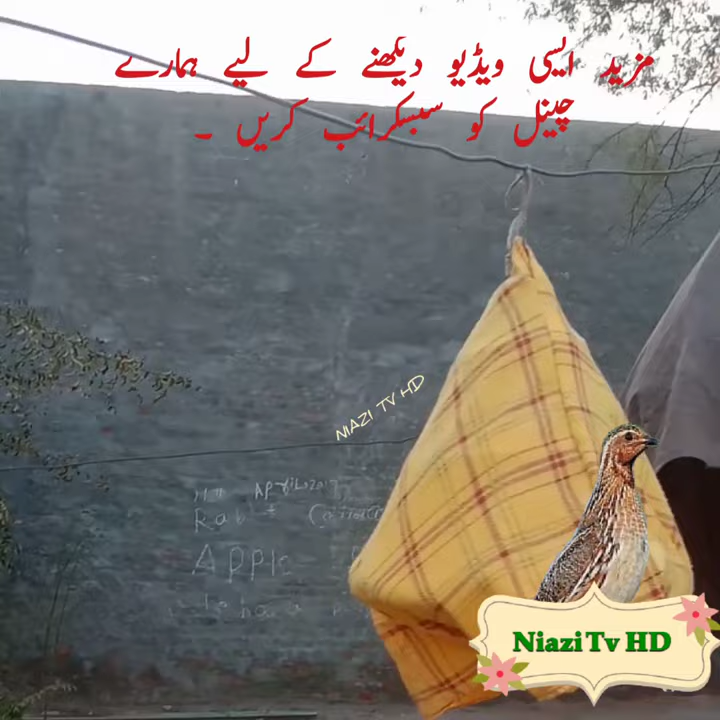 مزید ایسی ویڈیو دیکھنے کے لیے ہمارے
چینل کو سبسکرائب کریں ۔
NIAZI TV HD
Apple
Niazi Tv HD